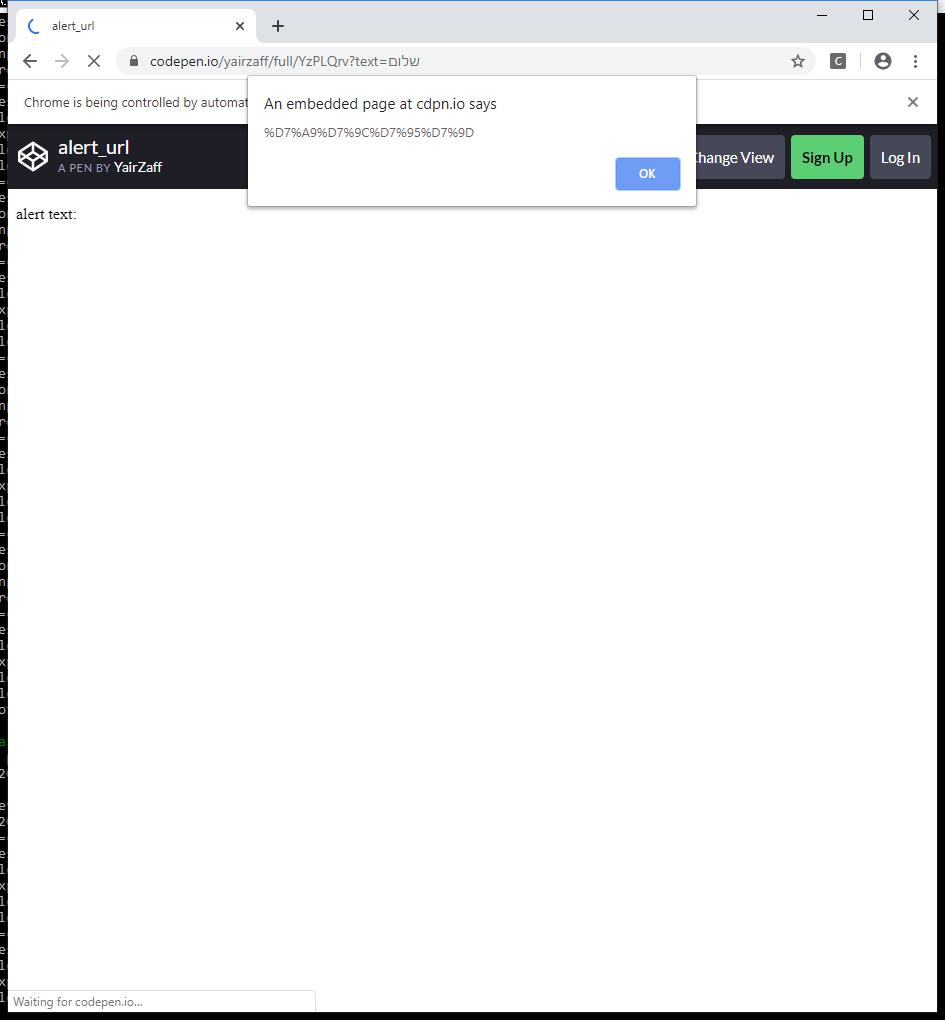 alert_url
codepen.io/yairzaff/full/YzPLQrv?text=שלום
C
Chrome is being controlled by automat
An embedded page at cdpn.io says
%D7%A9%D7%9C%D7%95%D7%9D
OK
alert_url
A PEN BY YairZaff
Change View
Sign Up
Log In
alert text:
Waiting for codepen.io...